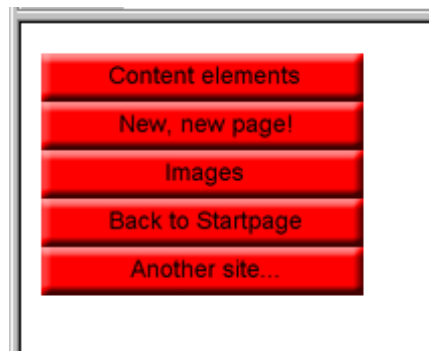 Content elements
New, new page!
Images
Back to Startpage
Another site...